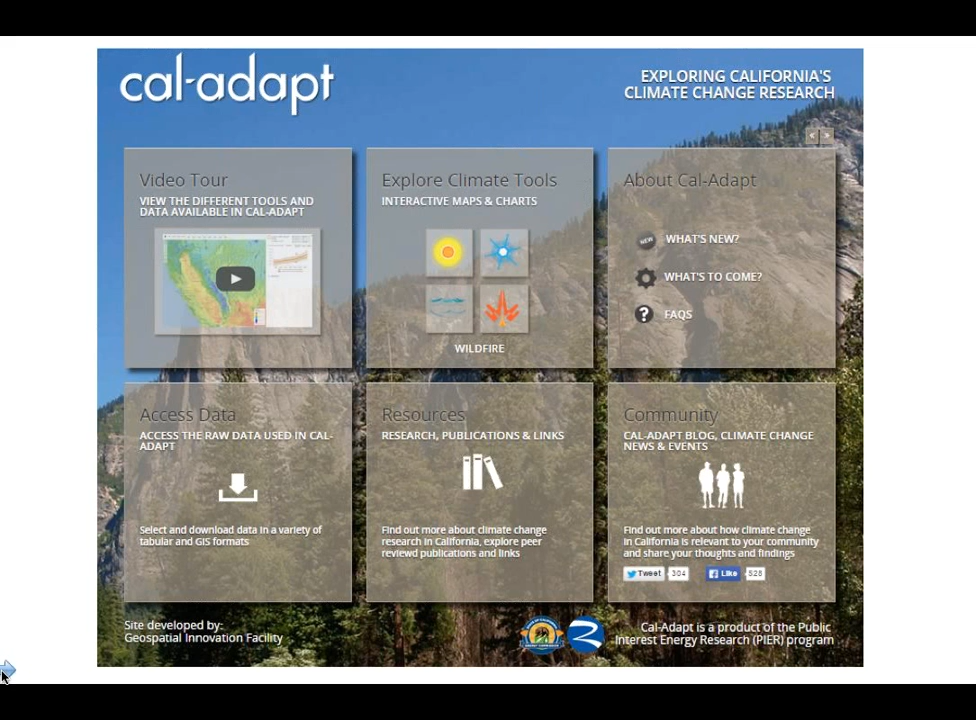 cal-adapt
EXPLORING CALIFORNIA'S
CLIMATE CHANGE RESEARCH
< >
Video Tour
VIEW THE DIFFERENT TOOLS AND
DATA AVAILABLE IN CAL-ADAPT
Explore Climate Tools
INTERACTIVE MAPS & CHARTS
WILDFIRE
About Cal-Adapt
NEW WHAT'S NEW?
WHAT'S TO COME?
? FAQS
Access Data
ACCESS THE RAW DATA USED IN CAL-
ADAPT
Select and download data in a variety of
tabular and GIS formats
Resources
RESEARCH, PUBLICATIONS & LINKS
Find out more about climate change
research in California, explore peer
reviewd publications and links
Community
CAL-ADAPT BLOG, CLIMATE CHANGE
NEWS & EVENTS
Find out more about how climate change
in California is relevant to your community
and share your thoughts and findings
Tweet 304 Like 528
Site developed by:
Geospatial Innovation Facility
Cal-Adapt is a product of the Public
Interest Energy Research (PIER) program